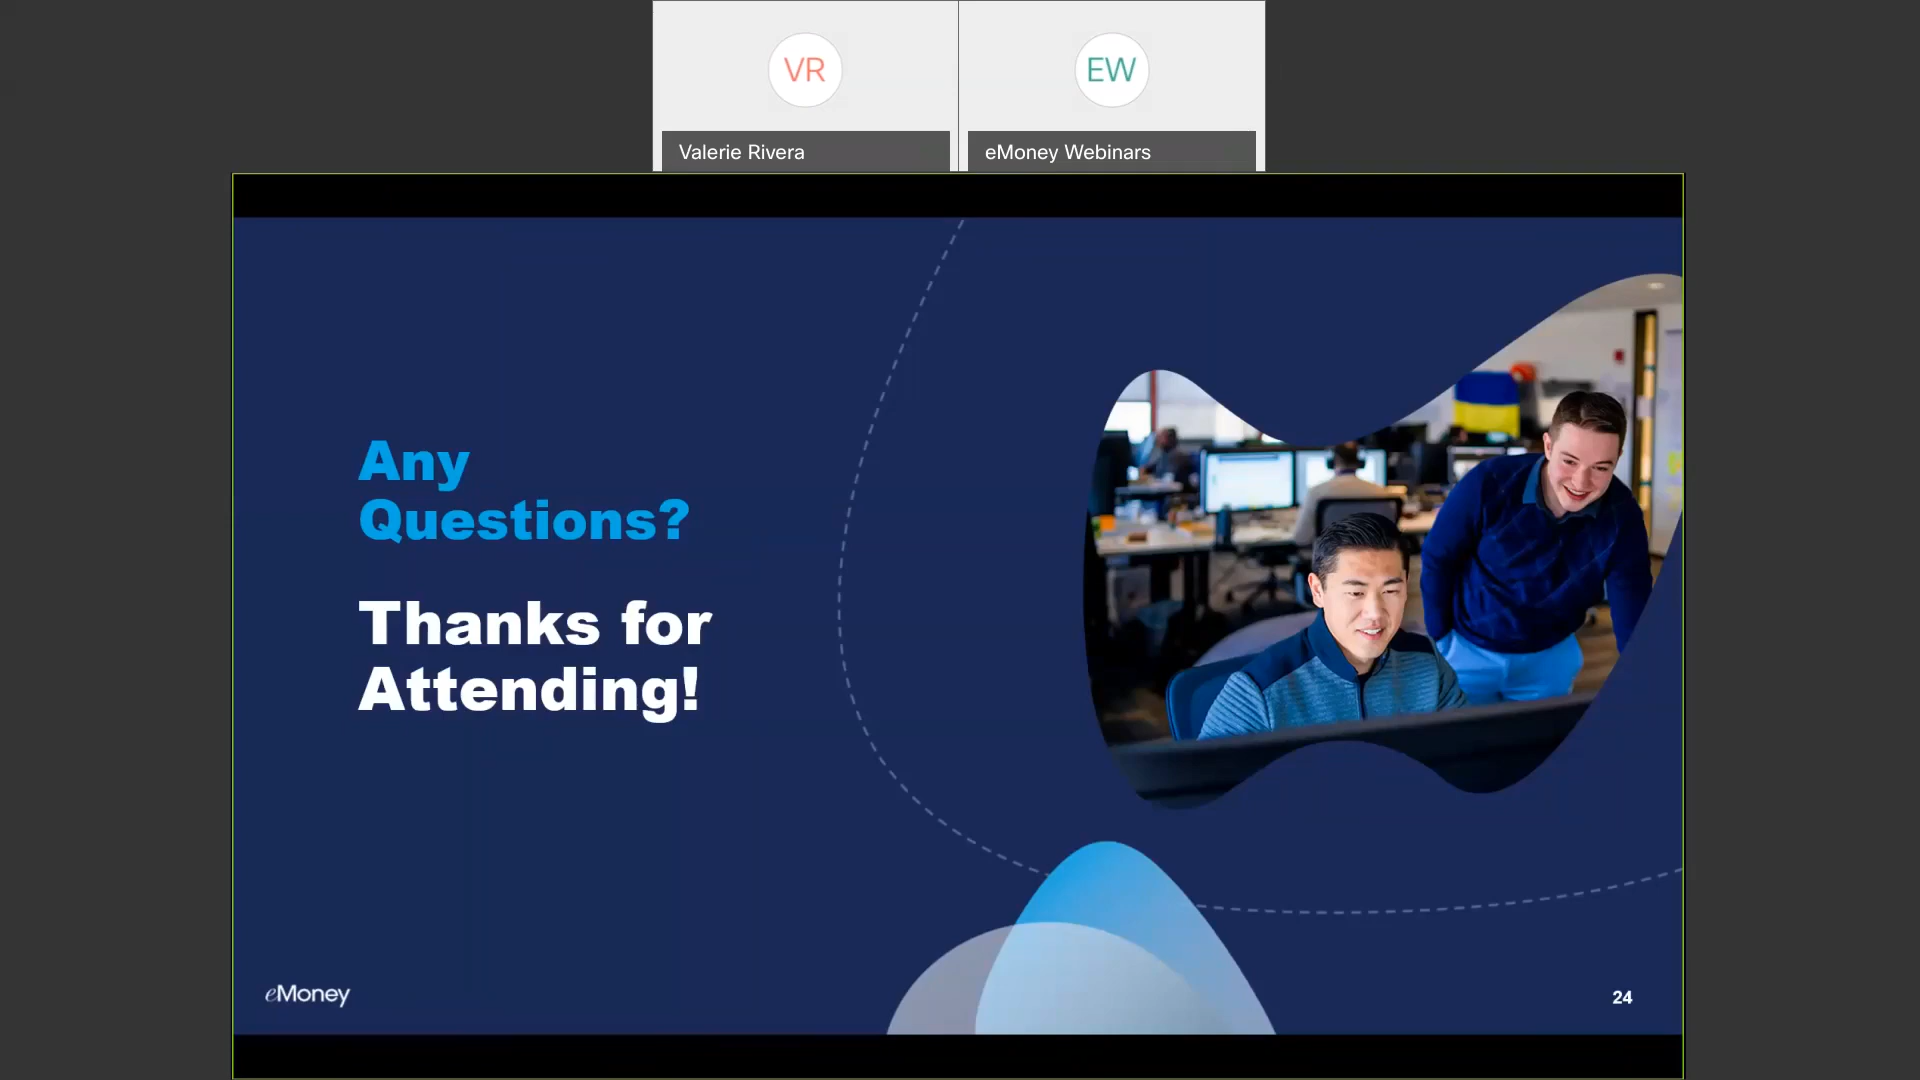 VR
EW
Valerie Rivera
eMoney Webinars
Any
Questions?
Thanks for
Attending!
eMoney
24